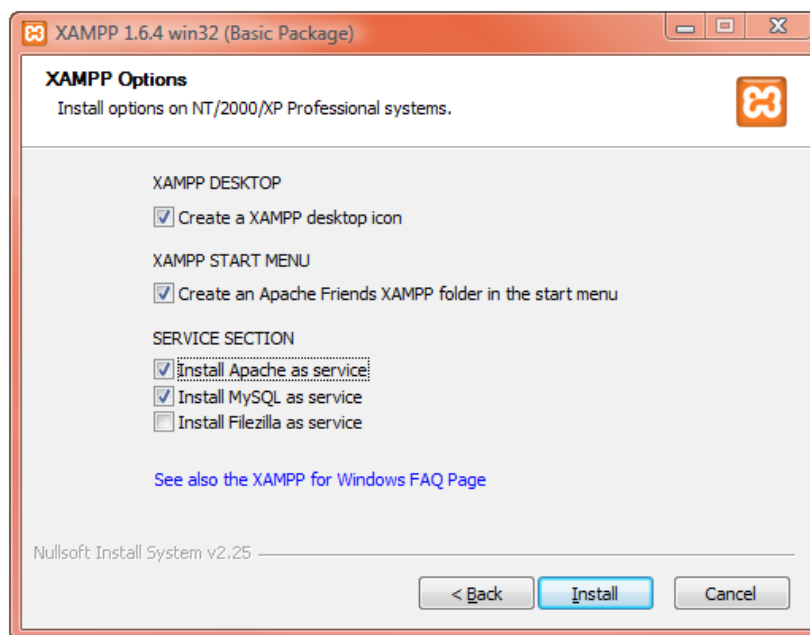 XAMPP 1.6.4 win32 (Basic Package)
XAMPP Options
Install options on NT/2000/XP Professional systems.
XAMPP DESKTOP
Create a XAMPP desktop icon
XAMPP START MENU
Create an Apache Friends XAMPP folder in the start menu
SERVICE SECTION
Install Apache as service
Install MySQL as service
Install Filezilla as service
See also the XAMPP for Windows FAQ Page
Nullsoft Install System v2.25
< Back Install Cancel